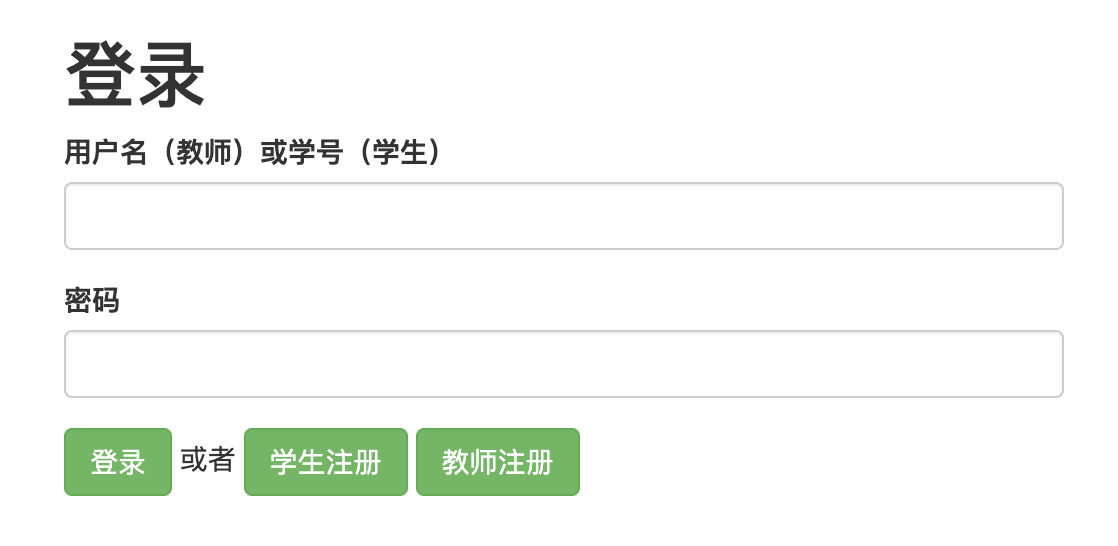 登录
用户名（教师）或学号（学生）
密码
登录 或者 学生注册 教师注册